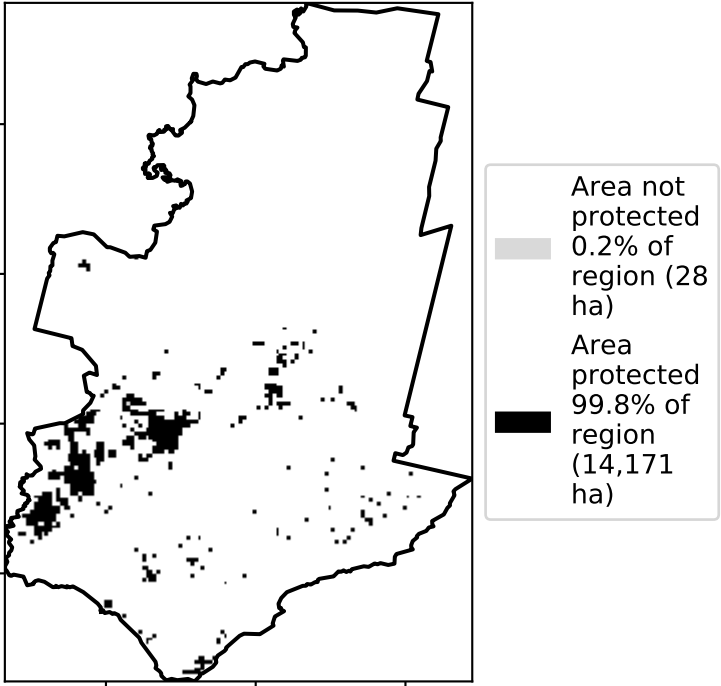 Area not
protected
0.2% of
region (28
ha)
Area
protected
99.8% of
region
(14,171
ha)